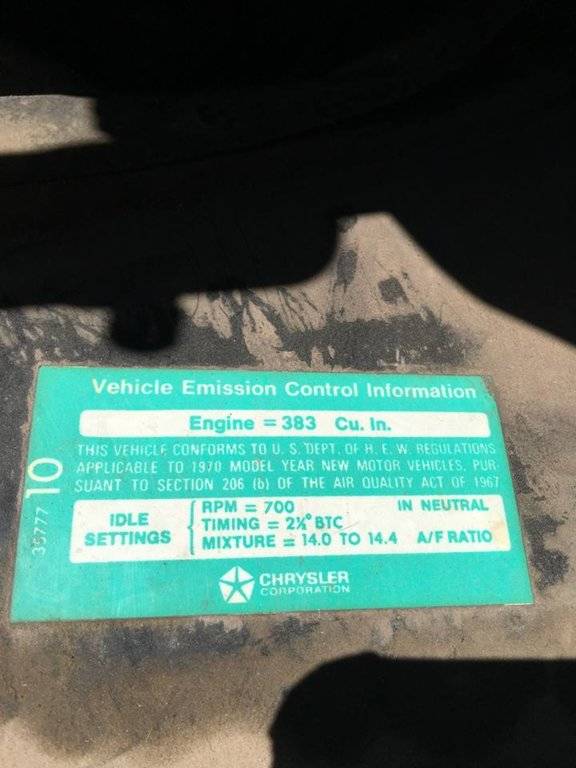 Vehicle Emission Control Information
Engine = 383 Cu. In.
THIS VEHICLE CONFORMS TO U. S. DEPT. OF H. E. W. REGULATIONS
APPLICABLE TO 1970 MODEL YEAR NEW MOTOR VEHICLES, PUR-
SUANT TO SECTION 206 (b) OF THE AIR QUALITY ACT OF 1967
IDLE
SETTINGS
RPM = 700 IN NEUTRAL
TIMING = 2½° BTC
MIXTURE = 14.0 TO 14.4 A/F RATIO
CHRYSLER
CORPORATION
35777 10